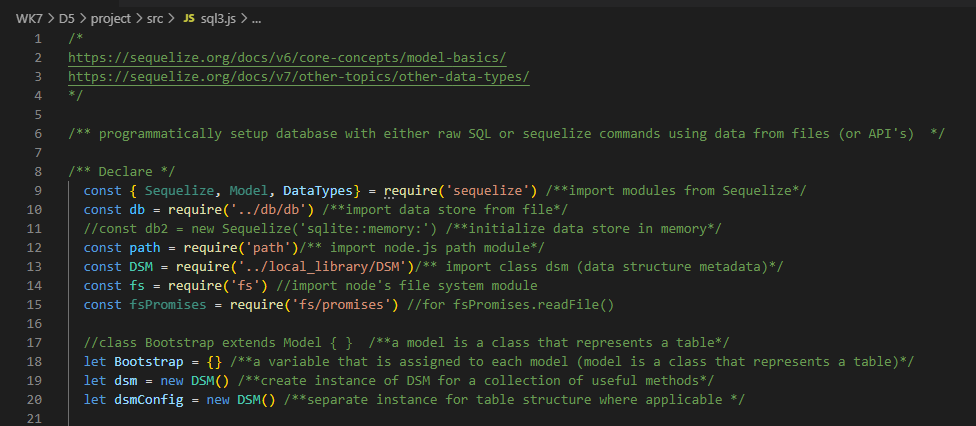 WK7 > D5 > project > src > JS sql3.js > ...
1 /*
2 https://sequelize.org/docs/v6/core-concepts/model-basics/
3 https://sequelize.org/docs/v7/other-topics/other-data-types/
4 */
5
6 /** programmatically setup database with either raw SQL or sequelize commands using data from files (or API's)  */
7
8 /** Declare */
9 const { Sequelize, Model, DataTypes} = require('sequelize') /**import modules from Sequelize*/
10 const db = require('../db/db') /**import data store from file*/
11 //const db2 = new Sequelize('sqlite::memory:') /**initialize data store in memory*/
12 const path = require('path')/** import node.js path module*/
13 const DSM = require('../local_library/DSM')/** import class dsm (data structure metadata)*/
14 const fs = require('fs') //import node's file system module
15 const fsPromises = require('fs/promises') //for fsPromises.readFile()
16
17 //class Bootstrap extends Model { }  /**a model is a class that represents a table*/
18 let Bootstrap = {} /**a variable that is assigned to each model (model is a class that represents a table)*/
19 let dsm = new DSM() /**create instance of DSM for a collection of useful methods*/
20 let dsmConfig = new DSM() /**separate instance for table structure where applicable */
21